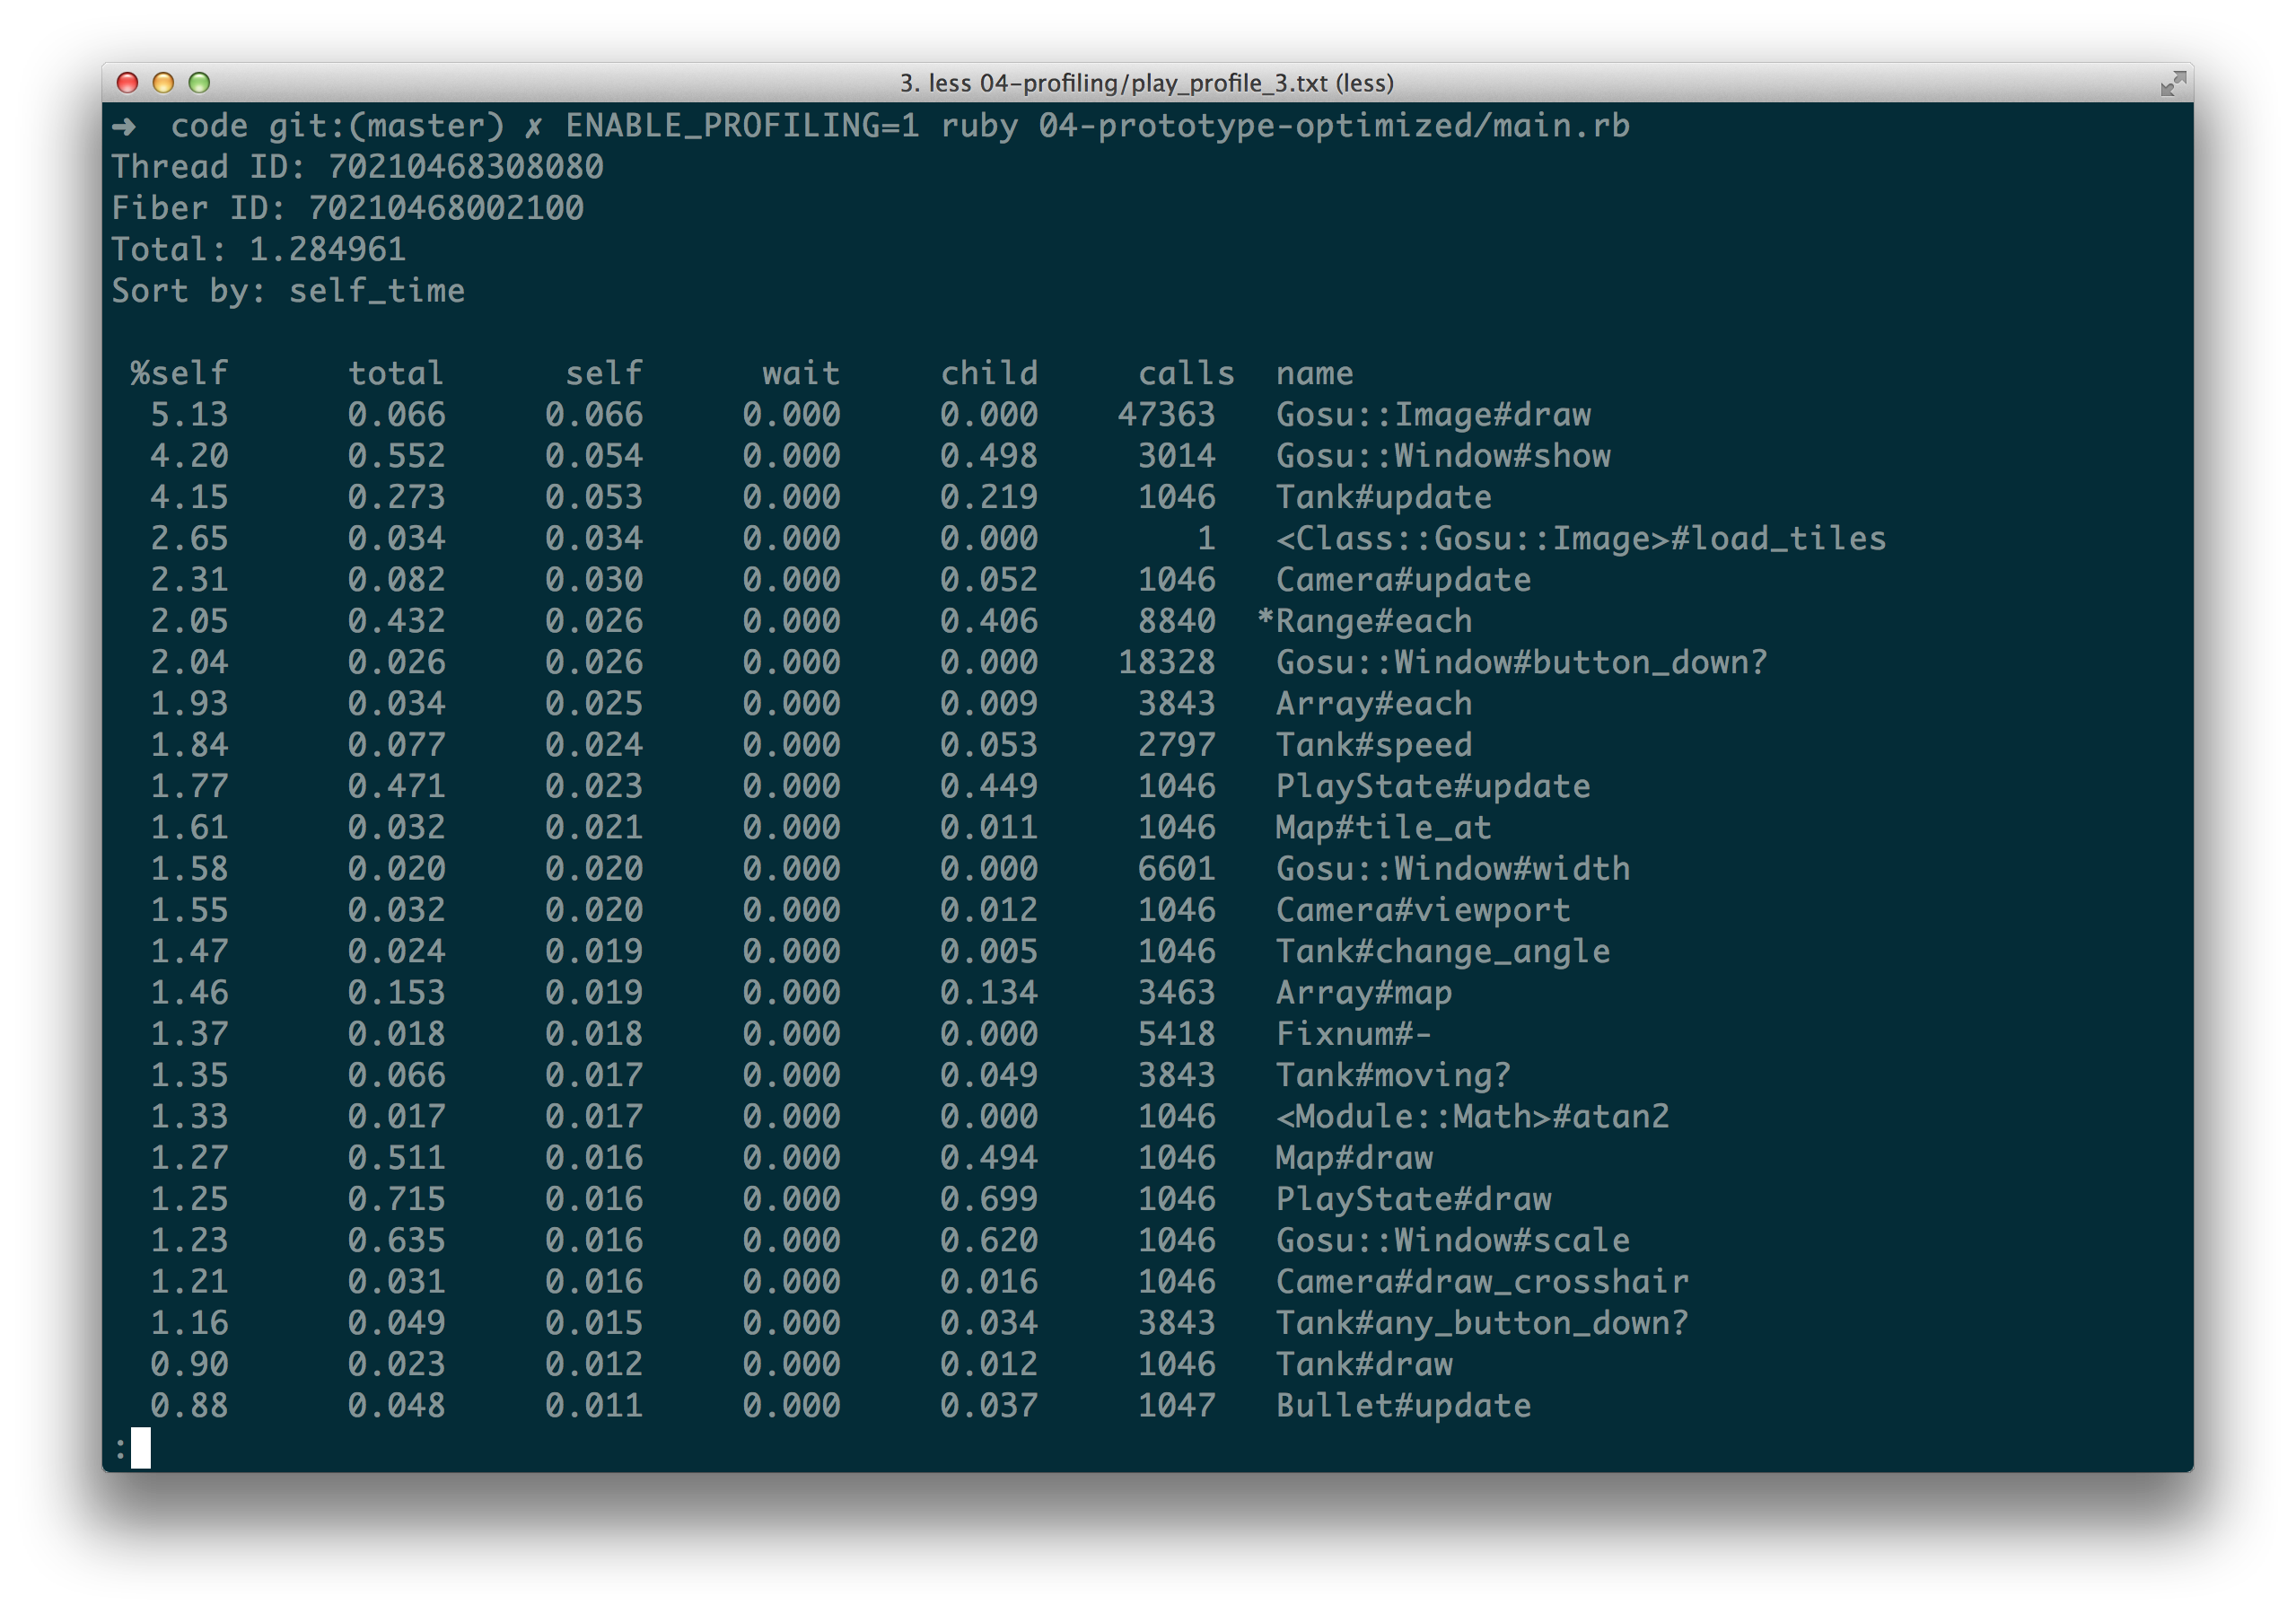 3. less 04-profiling/play_profile_3.txt (less)
➜  code git:(master) ✗ ENABLE_PROFILING=1 ruby 04-prototype-optimized/main.rb
Thread ID: 70210468308080
Fiber ID: 70210468002100
Total: 1.284961
Sort by: self_time

 %self      total      self      wait     child     calls  name
  5.13      0.066     0.066     0.000     0.000    47363   Gosu::Image#draw
  4.20      0.552     0.054     0.000     0.498     3014   Gosu::Window#show
  4.15      0.273     0.053     0.000     0.219     1046   Tank#update
  2.65      0.034     0.034     0.000     0.000        1   <Class::Gosu::Image>#load_tiles
  2.31      0.082     0.030     0.000     0.052     1046   Camera#update
  2.05      0.432     0.026     0.000     0.406     8840  *Range#each
  2.04      0.026     0.026     0.000     0.000    18328   Gosu::Window#button_down?
  1.93      0.034     0.025     0.000     0.009     3843   Array#each
  1.84      0.077     0.024     0.000     0.053     2797   Tank#speed
  1.77      0.471     0.023     0.000     0.449     1046   PlayState#update
  1.61      0.032     0.021     0.000     0.011     1046   Map#tile_at
  1.58      0.020     0.020     0.000     0.000     6601   Gosu::Window#width
  1.55      0.032     0.020     0.000     0.012     1046   Camera#viewport
  1.47      0.024     0.019     0.000     0.005     1046   Tank#change_angle
  1.46      0.153     0.019     0.000     0.134     3463   Array#map
  1.37      0.018     0.018     0.000     0.000     5418   Fixnum#-
  1.35      0.066     0.017     0.000     0.049     3843   Tank#moving?
  1.33      0.017     0.017     0.000     0.000     1046   <Module::Math>#atan2
  1.27      0.511     0.016     0.000     0.494     1046   Map#draw
  1.25      0.715     0.016     0.000     0.699     1046   PlayState#draw
  1.23      0.635     0.016     0.000     0.620     1046   Gosu::Window#scale
  1.21      0.031     0.016     0.000     0.016     1046   Camera#draw_crosshair
  1.16      0.049     0.015     0.000     0.034     3843   Tank#any_button_down?
  0.90      0.023     0.012     0.000     0.012     1046   Tank#draw
  0.88      0.048     0.011     0.000     0.037     1047   Bullet#update
: